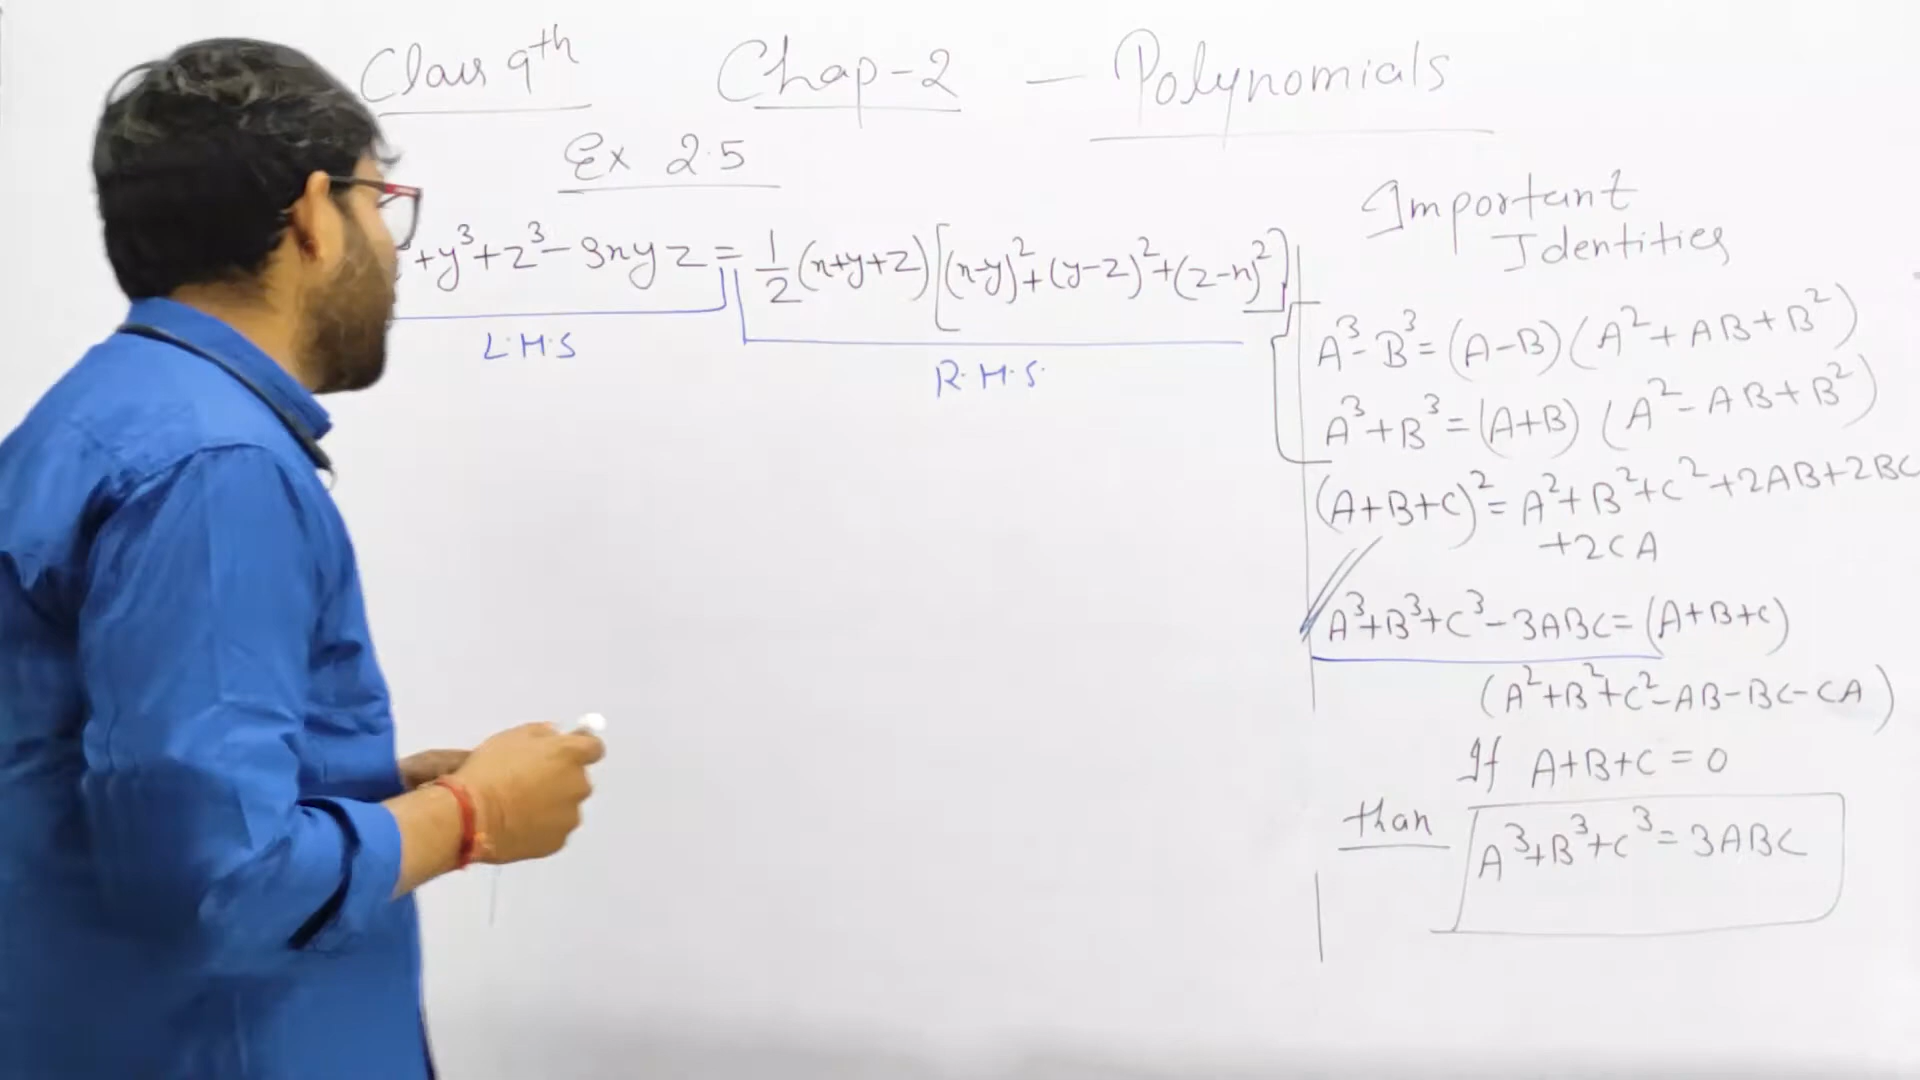 Class 9th Chap-2 – Polynomials
Ex 2.5
+y³+z³-3xyz = 1/2 (x+y+z) [(x-y)²+(y-z)²+(z-x)²]
L.H.S
R.H.S.
Important
Identities
A³-B³=(A-B)(A²+AB+B²)
A³+B³=(A+B) (A²-AB+B²)
(A+B+C)²=A²+B²+C²+2AB+2BC
+2CA
A³+B³+C³-3ABC=(A+B+C)
(A²+B²+C²-AB-BC-CA)
If A+B+C=0
than A³+B³+C³=3ABC